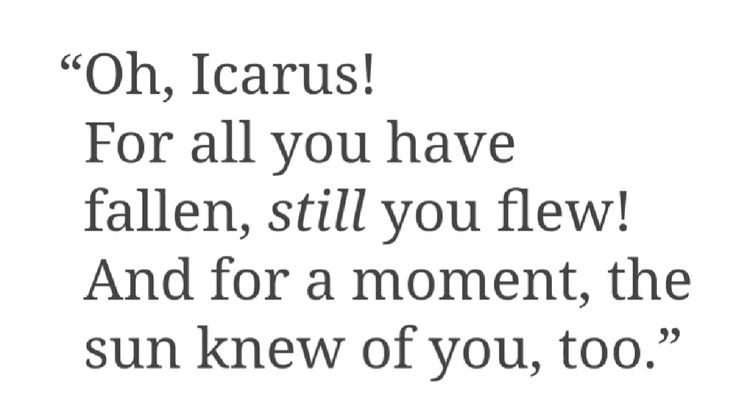 “Oh, Icarus!
For all you have
fallen, still you flew!
And for a moment, the
sun knew of you, too.”